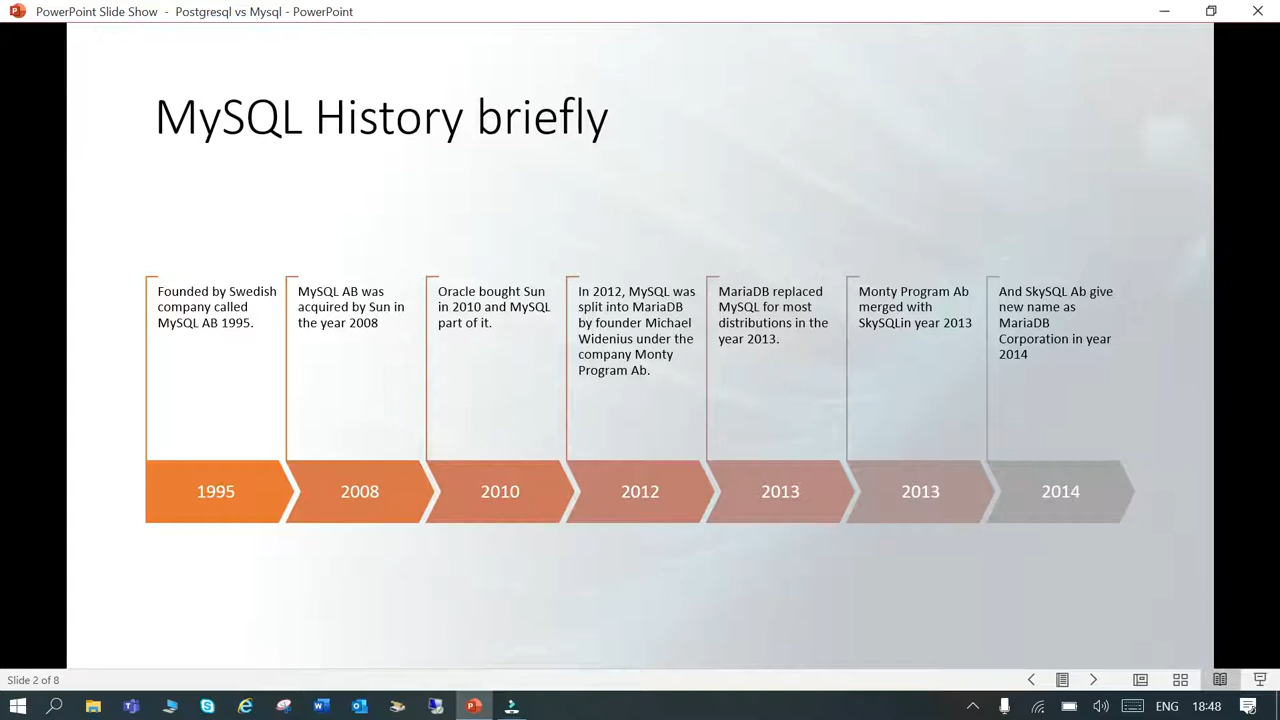 PowerPoint Slide Show - Postgresql vs Mysql - PowerPoint
MySQL History briefly
Founded by Swedish
company called
MySQL AB 1995.
MySQL AB was
acquired by Sun in
the year 2008
Oracle bought Sun
in 2010 and MySQL
part of it.
In 2012, MySQL was
split into MariaDB
by founder Michael
Widenius under the
company Monty
Program Ab.
MariaDB replaced
MySQL for most
distributions in the
year 2013.
Monty Program Ab
merged with
SkySQLin year 2013
And SkySQL Ab give
new name as
MariaDB
Corporation in year
2014
1995
2008
2010
2012
2013
2013
2014
Slide 2 of 8
ENG
18:48